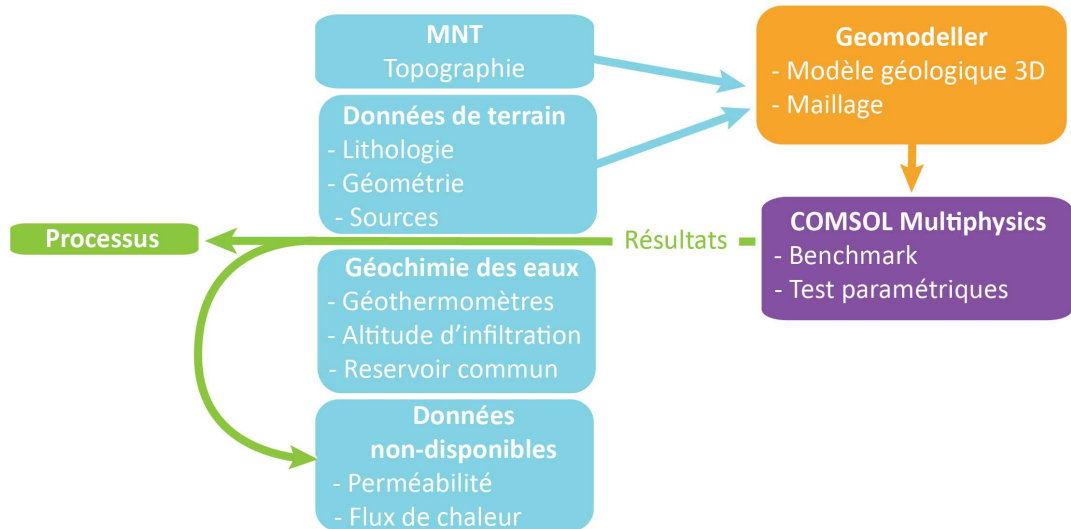 MNT
Topographie
Données de terrain
- Lithologie
- Géométrie
- Sources
Géochimie des eaux
- Géothermomètres
- Altitude d'infiltration
- Reservoir commun
Données
non-disponibles
- Perméabilité
- Flux de chaleur
Geomodeller
- Modèle géologique 3D
- Maillage
COMSOL Multiphysics
- Benchmark
- Test paramétriques
Résultats
Processus